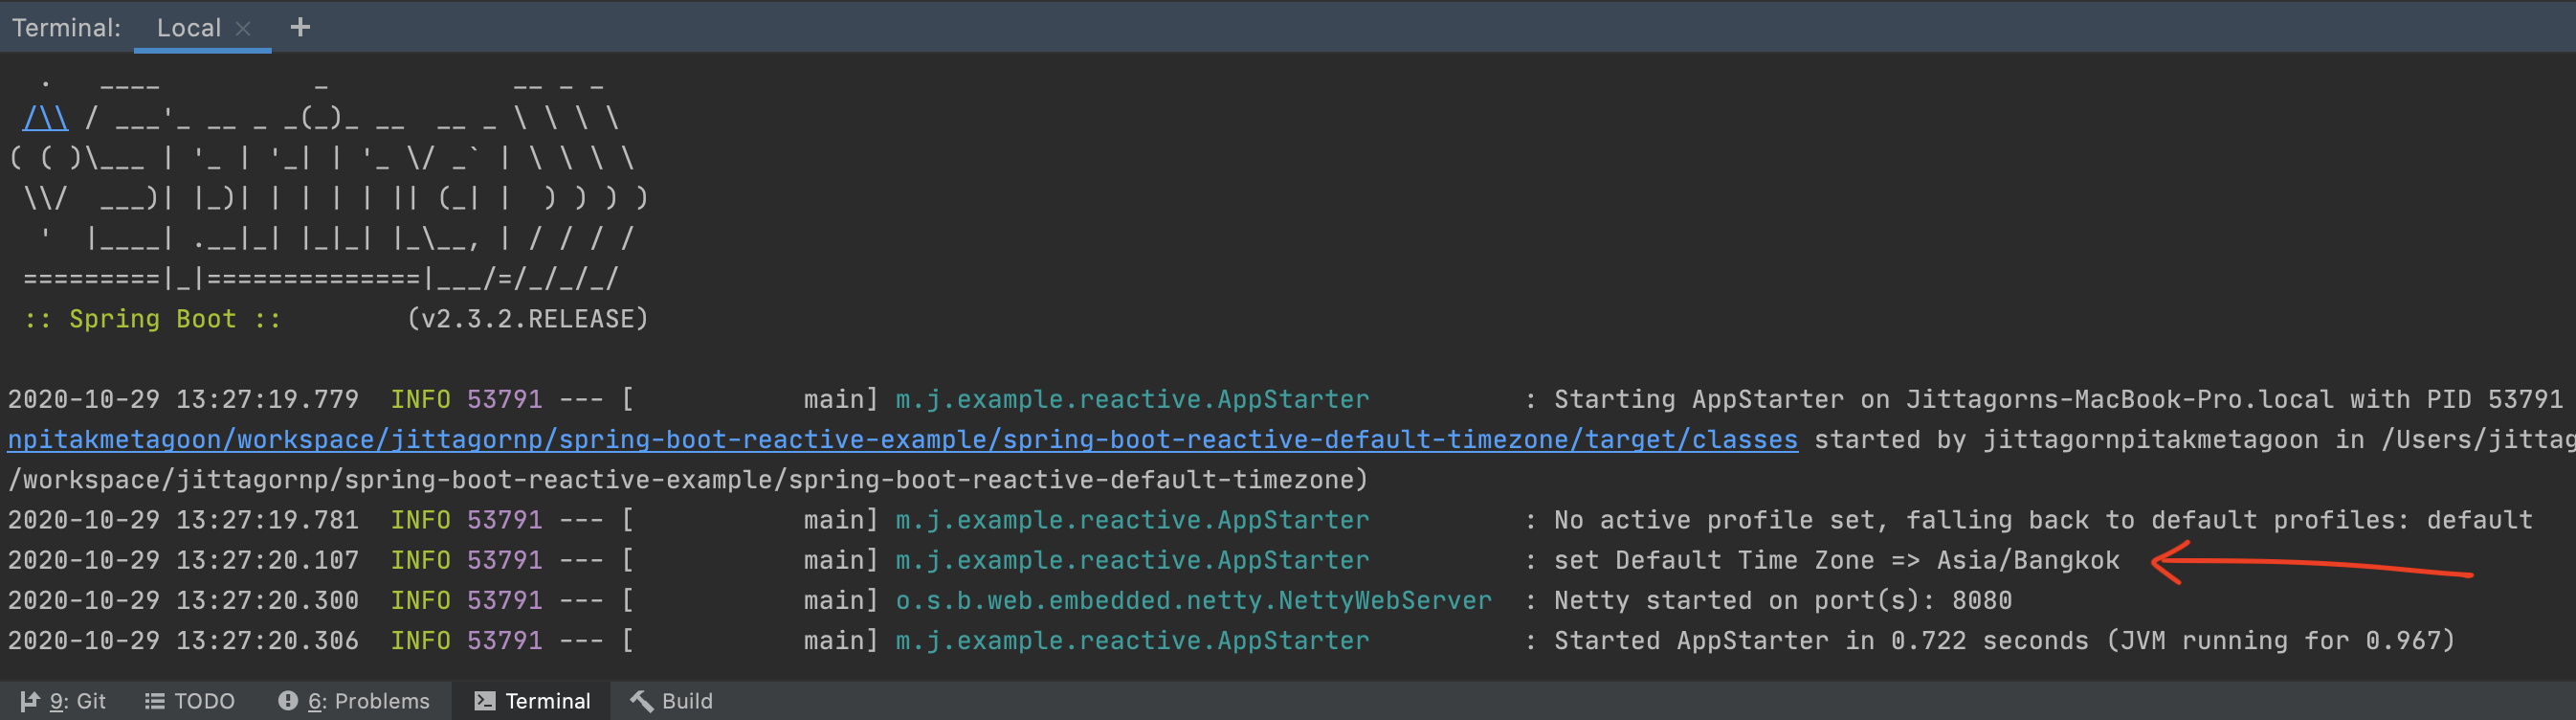 Terminal: Local × +
  .   ____          _            __ _ _
 /\\ / ___'_ __ _ _(_)_ __  __ _ \ \ \ \
( ( )\___ | '_ | '_| | '_ \/ _` | \ \ \ \
 \\/  ___)| |_)| | | | | || (_| |  ) ) ) )
  '  |____| .__|_| |_|_| |_\__, | / / / /
 =========|_|==============|___/=/_/_/_/
 :: Spring Boot ::        (v2.3.2.RELEASE)
2020-10-29 13:27:19.779  INFO 53791 --- [           main] m.j.example.reactive.AppStarter          : Starting AppStarter on Jittagorns-MacBook-Pro.local with PID 53791
npitakmetagoon/workspace/jittagornp/spring-boot-reactive-example/spring-boot-reactive-default-timezone/target/classes started by jittagornpitakmetagoon in /Users/jittag
/workspace/jittagornp/spring-boot-reactive-example/spring-boot-reactive-default-timezone)
2020-10-29 13:27:19.781  INFO 53791 --- [           main] m.j.example.reactive.AppStarter          : No active profile set, falling back to default profiles: default
2020-10-29 13:27:20.107  INFO 53791 --- [           main] m.j.example.reactive.AppStarter          : set Default Time Zone => Asia/Bangkok
2020-10-29 13:27:20.300  INFO 53791 --- [           main] o.s.b.web.embedded.netty.NettyWebServer  : Netty started on port(s): 8080
2020-10-29 13:27:20.306  INFO 53791 --- [           main] m.j.example.reactive.AppStarter          : Started AppStarter in 0.722 seconds (JVM running for 0.967)
9: Git TODO 6: Problems Terminal Build